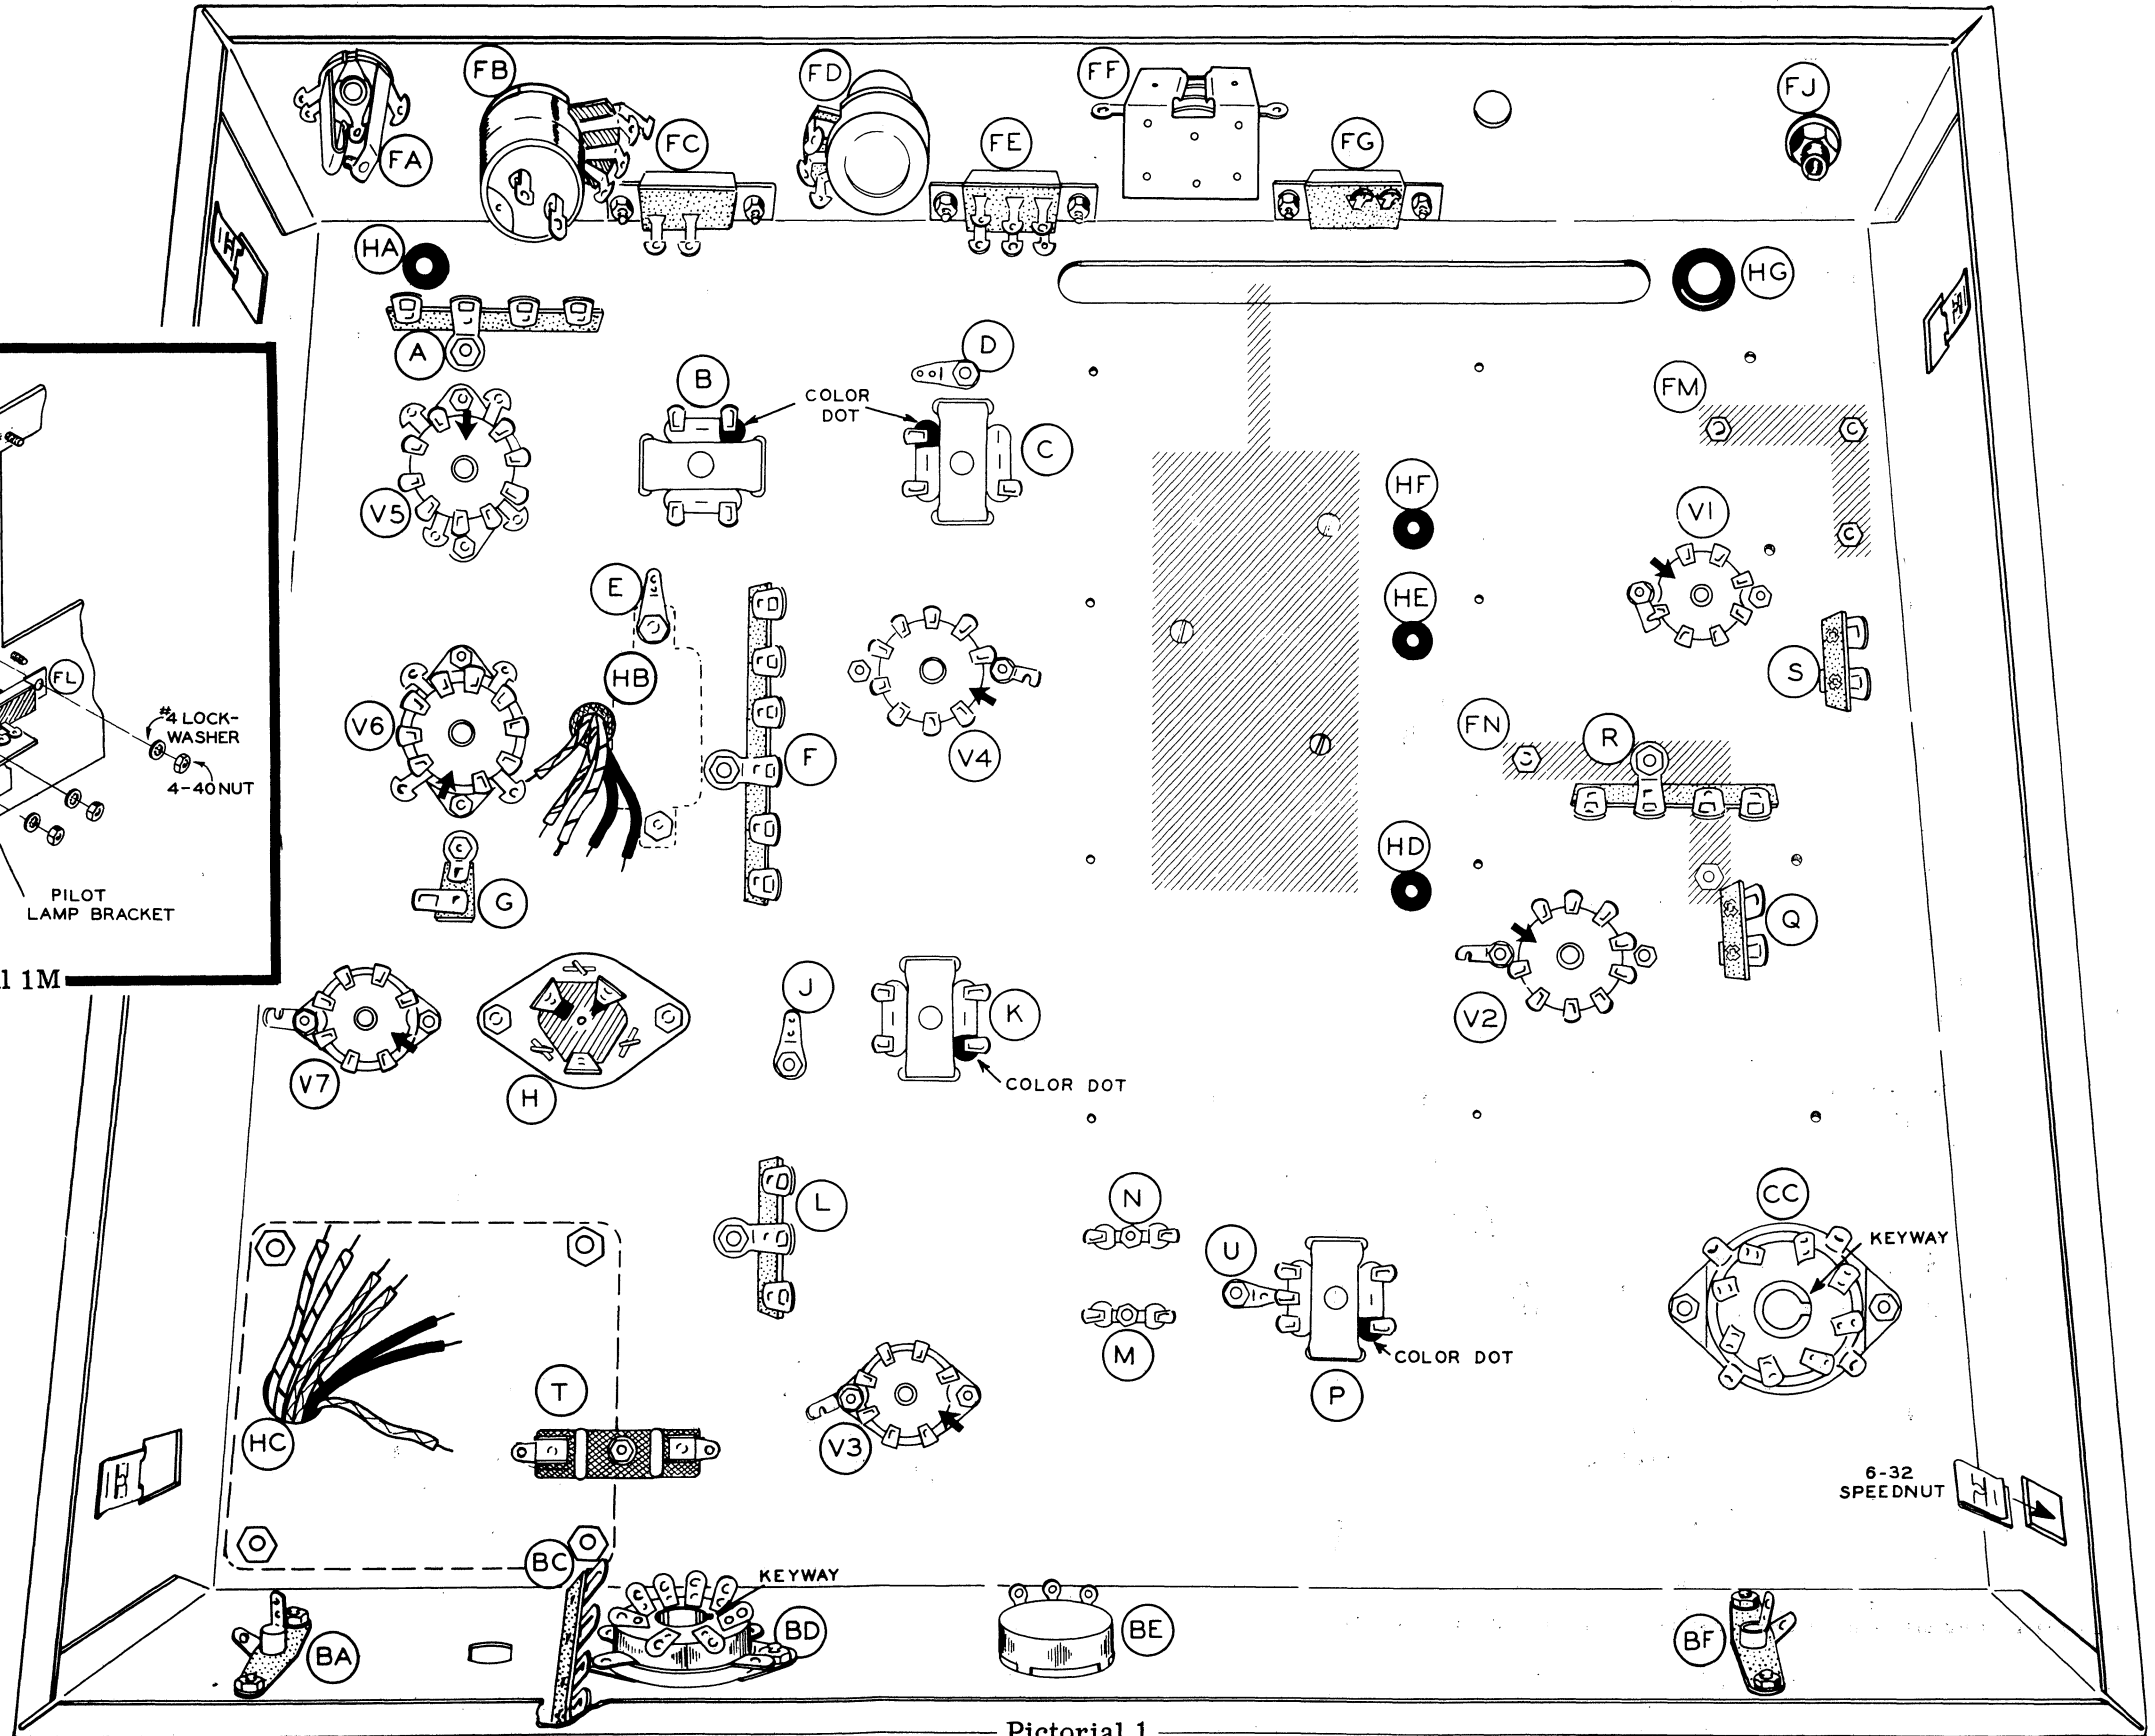 FA
FB
FC
FD
FE
FF
FG
FJ
HA
HG
A
B
COLOR
DOT
D
C
FM
V5
HF
V1
E
HE
HB
S
V6
F
V4
FN
R
G
HD
Q
V7
H
J
K
COLOR DOT
V2
L
N
CC
KEYWAY
U
M
P
COLOR DOT
HC
T
V3
6-32
SPEEDNUT
BC
KEYWAY
BA
BD
BE
BF
FL
#4 LOCK-
WASHER
4-40 NUT
PILOT
LAMP BRACKET
1M
Pictorial 1